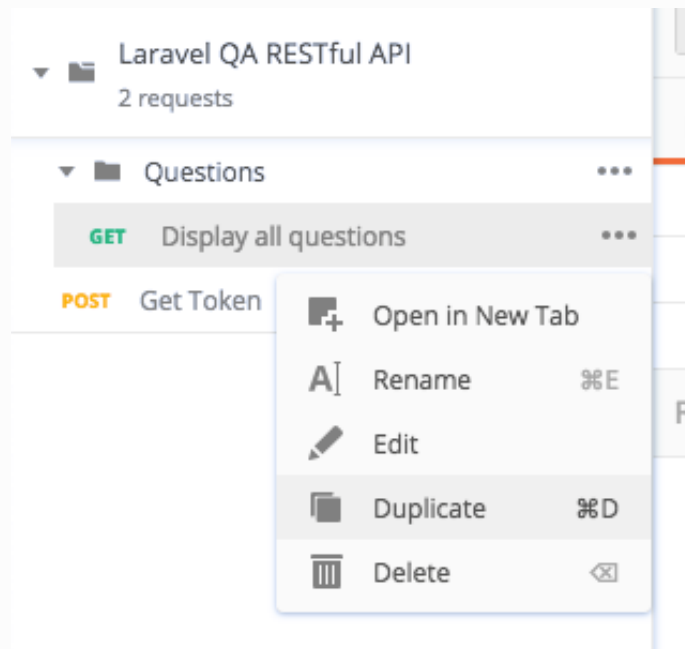 Laravel QA RESTful API
2 requests
Questions
GET Display all questions
POST Get Token
Open in New Tab
Rename ⌘E
Edit
Duplicate ⌘D
Delete ⌫